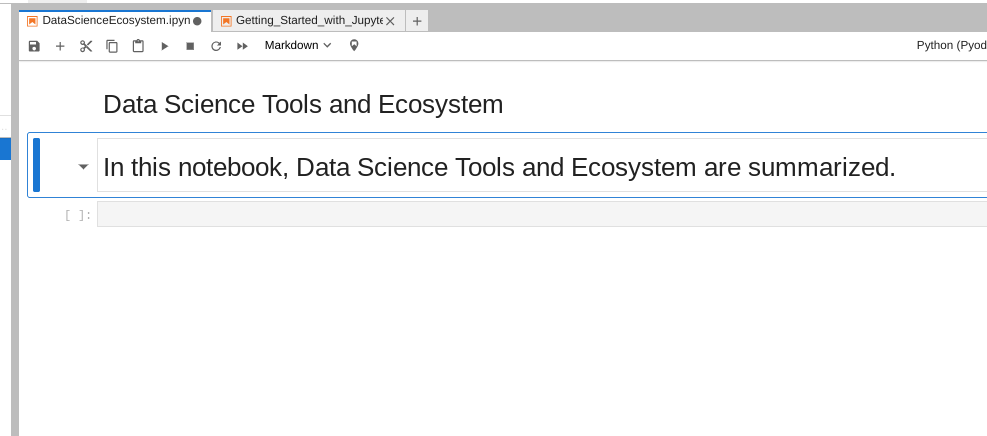 DataScienceEcosystem.ipyn
Getting_Started_with_Jupyte
Markdown
Python (Pyod
Data Science Tools and Ecosystem
In this notebook, Data Science Tools and Ecosystem are summarized.
[ ]: